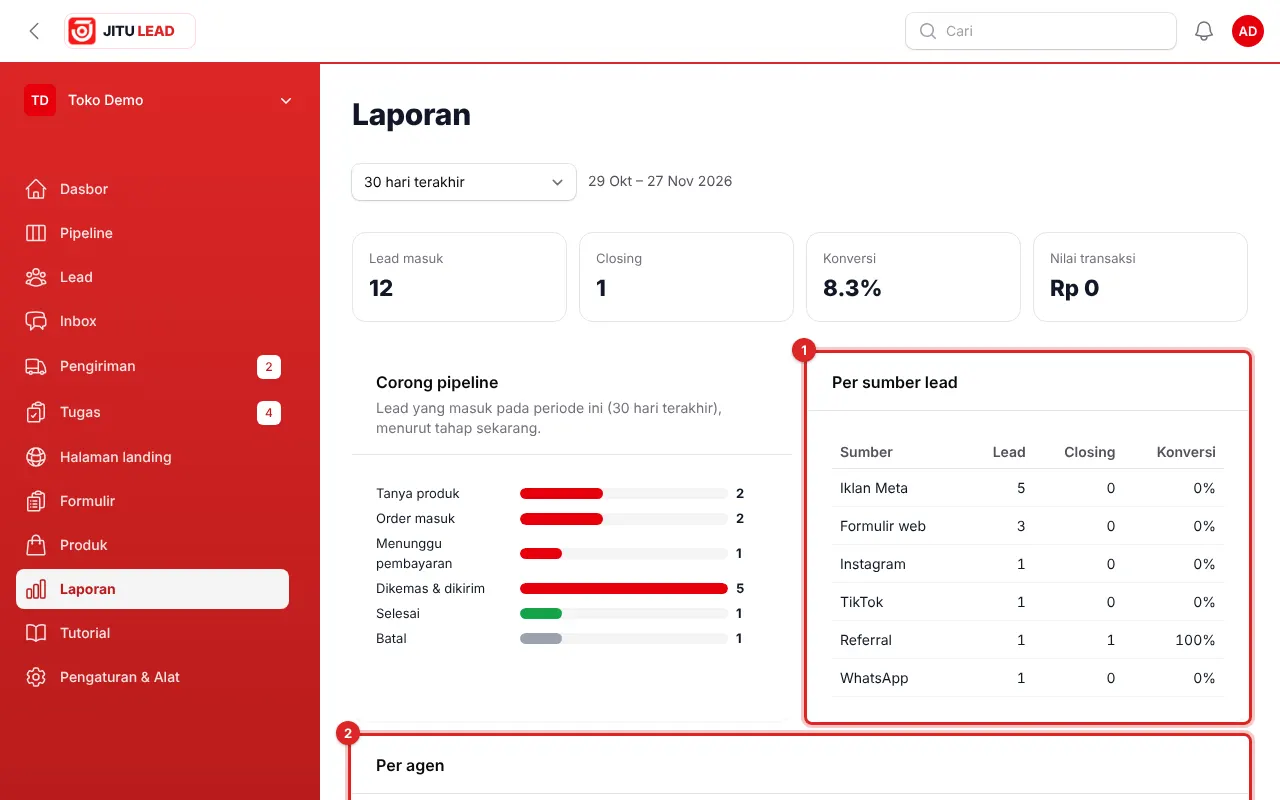 JITU LEAD
Cari
AD
TD Toko Demo
Dasbor
Pipeline
Lead
Inbox
Pengiriman 2
Tugas 4
Halaman landing
Formulir
Produk
Laporan
Tutorial
Pengaturan & Alat
Laporan
30 hari terakhir 29 Okt – 27 Nov 2026
Lead masuk
12
Closing
1
Konversi
8.3%
Nilai transaksi
Rp 0
Corong pipeline
Lead yang masuk pada periode ini (30 hari terakhir),
menurut tahap sekarang.
Tanya produk 2
Order masuk 2
Menunggu
pembayaran 1
Dikemas & dikirim 5
Selesai 1
Batal 1
1
Per sumber lead
Sumber Lead Closing Konversi
Iklan Meta 5 0 0%
Formulir web 3 0 0%
Instagram 1 0 0%
TikTok 1 0 0%
Referral 1 1 100%
WhatsApp 1 0 0%
2
Per agen